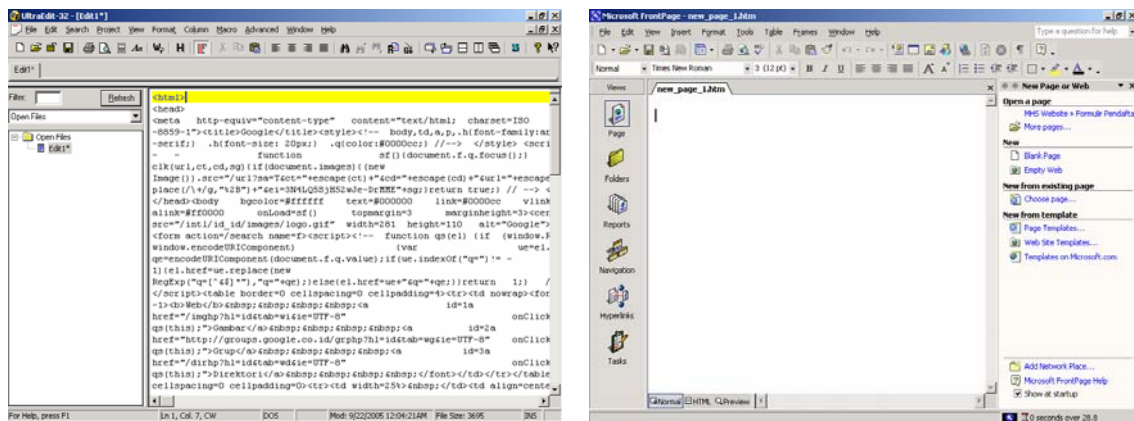 UltraEdit-32 - [Edit1*]
File Edit Search Project View Format Column Macro Advanced Window Help
Edit1*
Filter: Refresh
Open Files
Open Files
Edit1*
<html>
<head>
<meta http-equiv="content-type" content="text/html; charset=ISO
-8859-1"><title>Google</title><style><!-- body,td,a,p,.h{font-family:ar
-serif;} .h{font-size: 20px;} .q{color:#0000cc;} //--> </style> <scri
- - function sf(){document.f.q.focus();}
clk(url,ct,cd,sg){if(document.images){(new
Image()).src="/url?sa=T&ct="+escape(ct)+"&cd="+escape(cd)+"&url="+escape
place(/\+/g,"%2B")+"&ei=3N4LQ58jH52wJe-DrMME"+sg;}return true;} // --> <
</head><body bgcolor=#ffffff text=#000000 link=#0000cc vlink
alink=#ff0000 onLoad=sf() topmargin=3 marginheight=3><cen
src="/intl/id_id/images/logo.gif" width=281 height=110 alt="Google">
<form action=/search name=f><script><!-- function qs(el) {if (window.R
window.encodeURIComponent) {var ue=el.
qe=encodeURIComponent(document.f.q.value);if(ue.indexOf("q=") != -
1){el.href=ue.replace(new
RegExp("q=[^&$]*"),"q="+qe);}else{el.href=ue+"&q="+qe;}}return 1;} /
</script><table border=0 cellspacing=0 cellpadding=4><tr><td nowrap><fon
-1><b>Web</b>&nbsp;&nbsp;&nbsp;&nbsp;<a id=1a
href="/imghp?hl=id&tab=wi&ie=UTF-8" onClick
qs(this);">Gambar</a>&nbsp;&nbsp;&nbsp;&nbsp;<a id=2a
href="http://groups.google.co.id/grphp?hl=id&tab=wg&ie=UTF-8" onClick
qs(this);">Grup</a>&nbsp;&nbsp;&nbsp;&nbsp;<a id=3a
href="/dirhp?hl=id&tab=wd&ie=UTF-8" onClick
qs(this);">Direktori</a>&nbsp;&nbsp;&nbsp;&nbsp;</font></td></tr></table
cellspacing=0 cellpadding=0><tr><td width=25%>&nbsp;</td><td align=cente
For Help, press F1 Ln 1, Col. 7, CW DOS Mod: 9/22/2005 12:04:21AM File Size: 3695 INS
Microsoft FrontPage - new_page_1.htm
File Edit View Insert Format Tools Table Frames Window Help Type a question for help
Normal Times New Roman 3 (12 pt) B I U
Views
Page
Folders
Reports
Navigation
Hyperlinks
Tasks
new_page_1.htm
Normal HTML Preview
New Page or Web
Open a page
MHS Website » Formulir Pendafta
More pages...
New
Blank Page
Empty Web
New from existing page
Choose page...
New from template
Page Templates...
Web Site Templates...
Templates on Microsoft.com
Add Network Place...
Microsoft FrontPage Help
Show at startup
0 seconds over 28.8